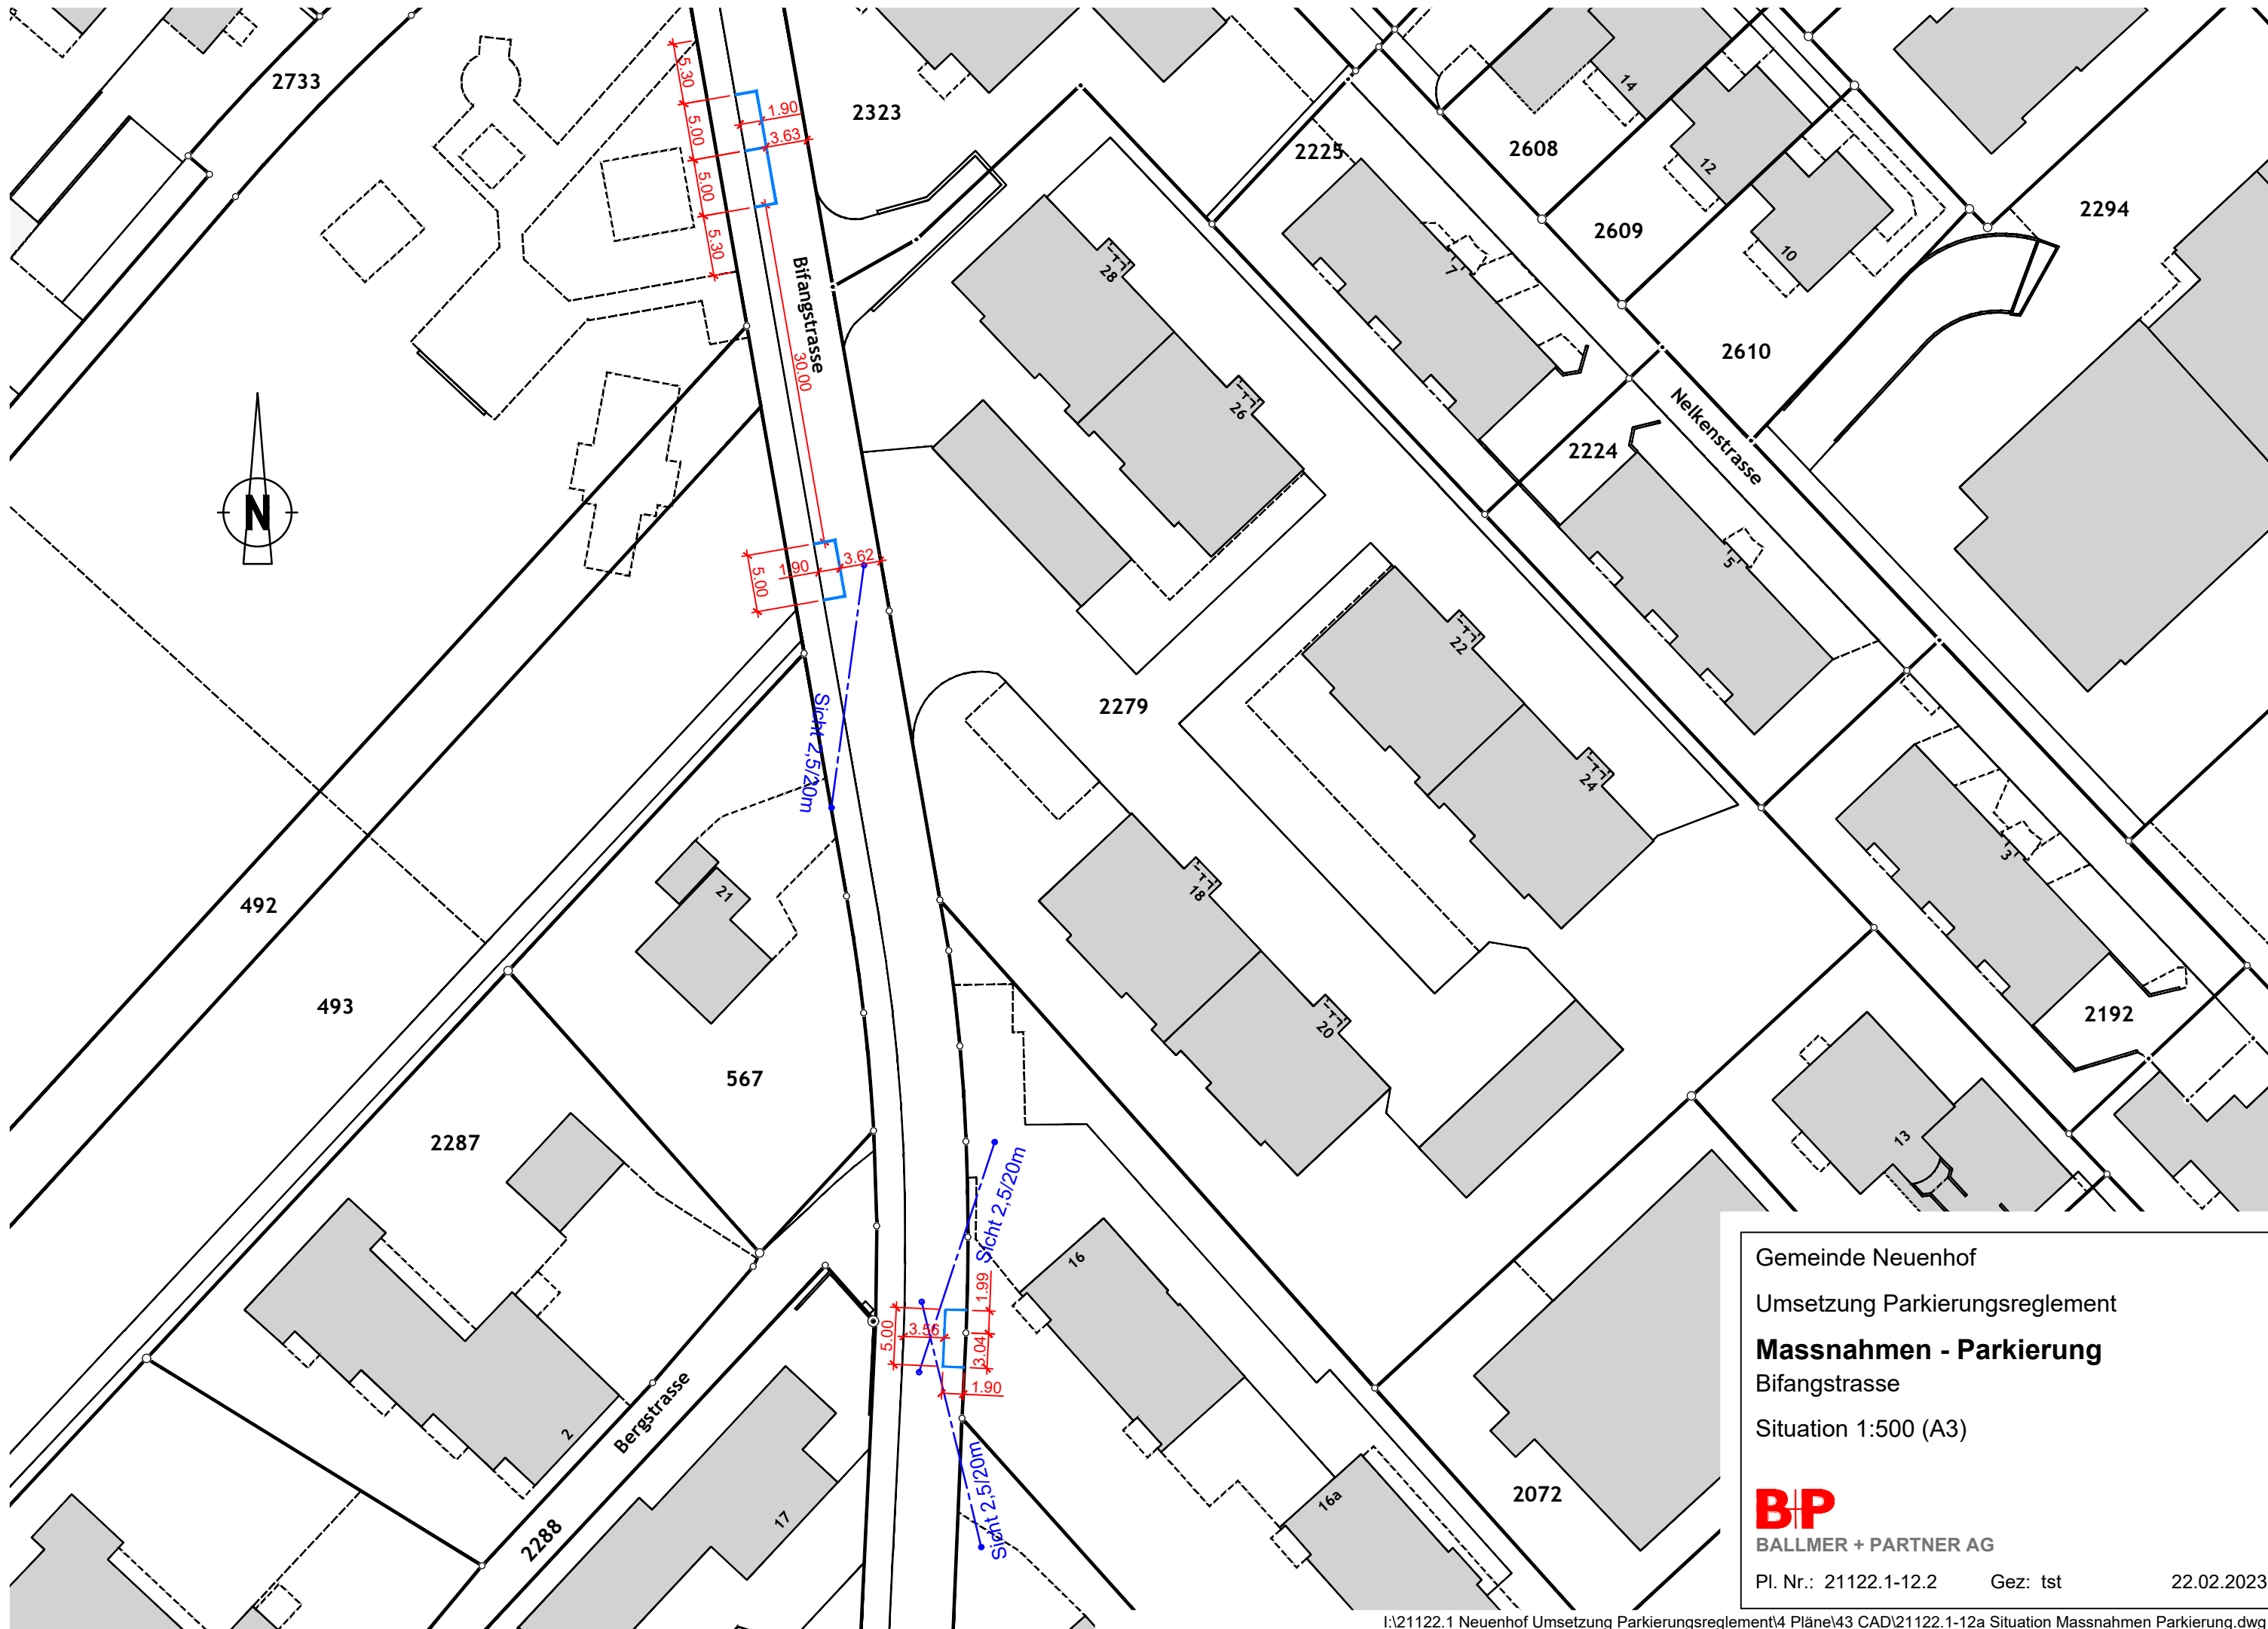 2733
5.30
5.00
5.00
5.30
1.90
3.63
2323
Bifangstrasse
30.00
2225
2608
14
12
2609
10
2294
2610
7
28
26
N
2224
Nelkenstrasse
5
5.00
1.90
3.62
Sicht 2,5/20m
2279
22
24
3
492
21
18
20
493
567
2192
13
2287
Sicht 2,5/20m
16
1.99
5.00
3.56
3.04
1.90
2
Bergstrasse
17
2288
Sicht 2,5/20m
16a
2072
Gemeinde Neuenhof
Umsetzung Parkierungsreglement
Massnahmen - Parkierung
Bifangstrasse
Situation 1:500 (A3)
B+P
BALLMER + PARTNER AG
Pl. Nr.: 21122.1-12.2 Gez: tst 22.02.2023
I:\21122.1 Neuenhof Umsetzung Parkierungsreglement\4 Pläne\43 CAD\21122.1-12a Situation Massnahmen Parkierung.dwg